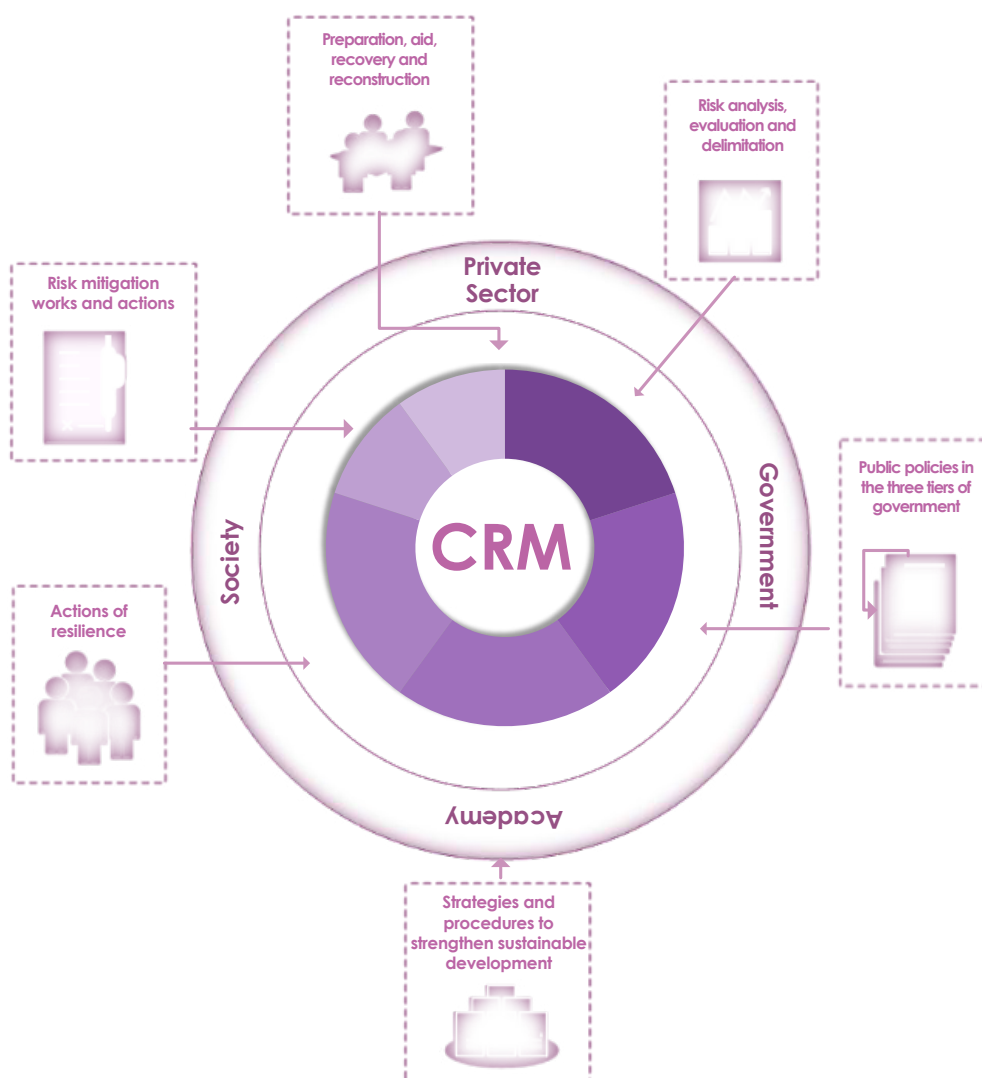 Preparation, aid,
recovery and
reconstruction
Risk analysis,
evaluation and
delimitation
Private
Sector
Risk mitigation
works and actions
Government
Public policies in
the three tiers of
government
CRM
Society
Actions of
resilience
Academy
Strategies and
procedures to
strengthen sustainable
development